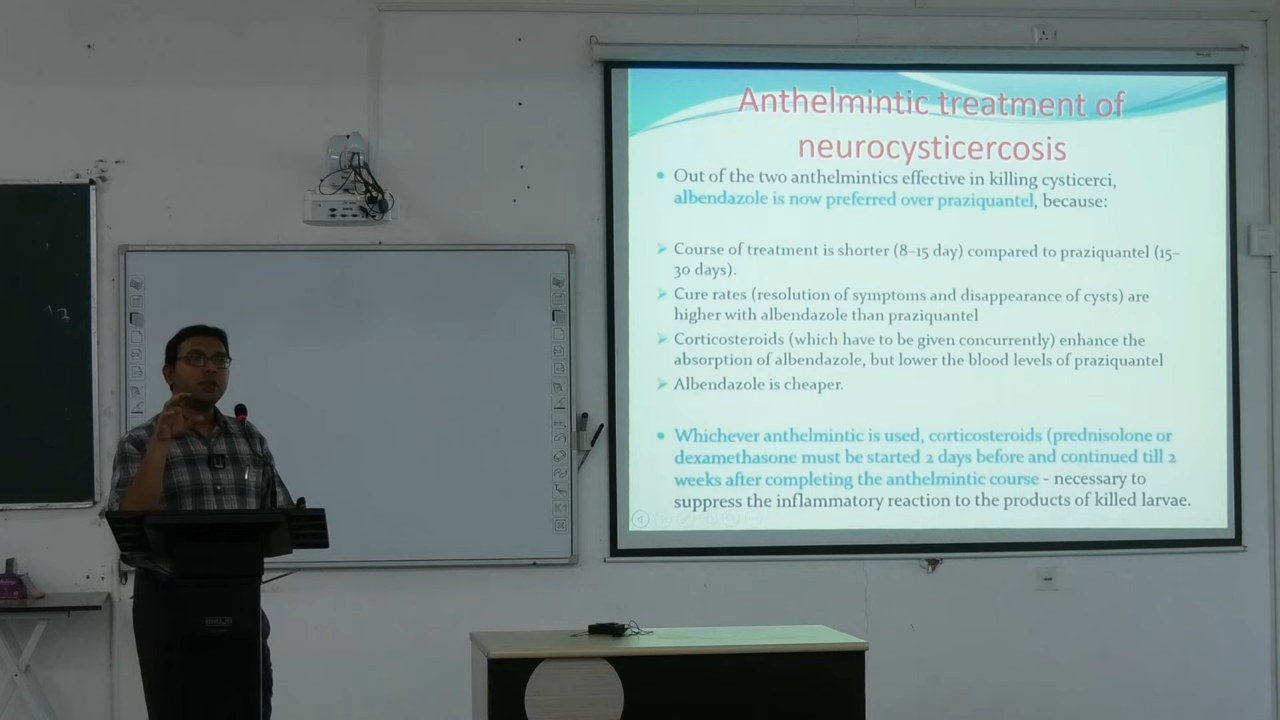 Anthelmintic treatment of
neurocysticercosis
Out of the two anthelmintics effective in killing cysticerci,
albendazole is now preferred over praziquantel, because:
Course of treatment is shorter (8–15 day) compared to praziquantel (15–
30 days).
Cure rates (resolution of symptoms and disappearance of cysts) are
higher with albendazole than praziquantel
Corticosteroids (which have to be given concurrently) enhance the
absorption of albendazole, but lower the blood levels of praziquantel
Albendazole is cheaper.
Whichever anthelmintic is used, corticosteroids (prednisolone or
dexamethasone must be started 2 days before and continued till 2
weeks after completing the anthelmintic course - necessary to
suppress the inflammatory reaction to the products of killed larvae.